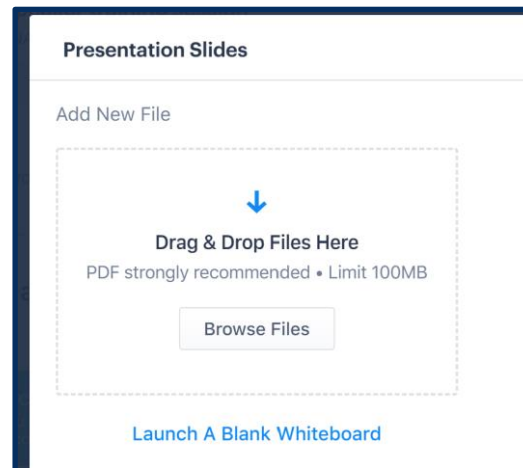 Presentation Slides
Add New File
Drag & Drop Files Here
PDF strongly recommended • Limit 100MB
Browse Files
Launch A Blank Whiteboard